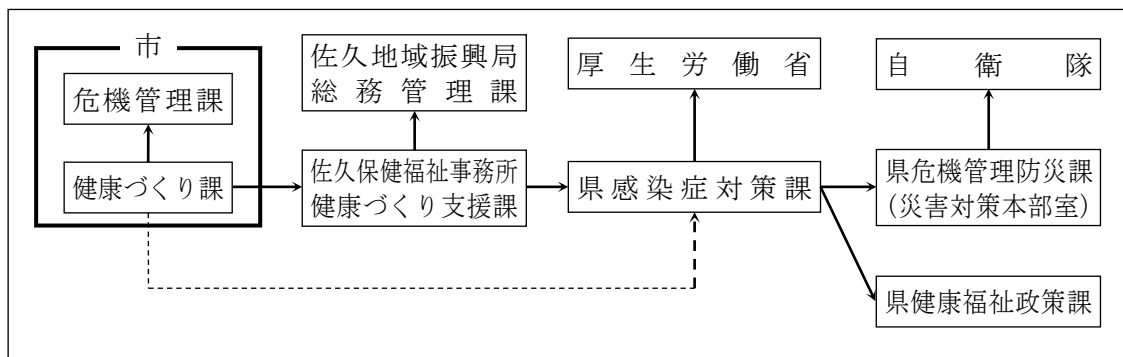 市
危機管理課
健康づくり課
佐久地域振興局
総務管理課
佐久保健福祉事務所
健康づくり支援課
厚生労働省
県感染症対策課
自衛隊
県危機管理防災課
（災害対策本部室）
県健康福祉政策課